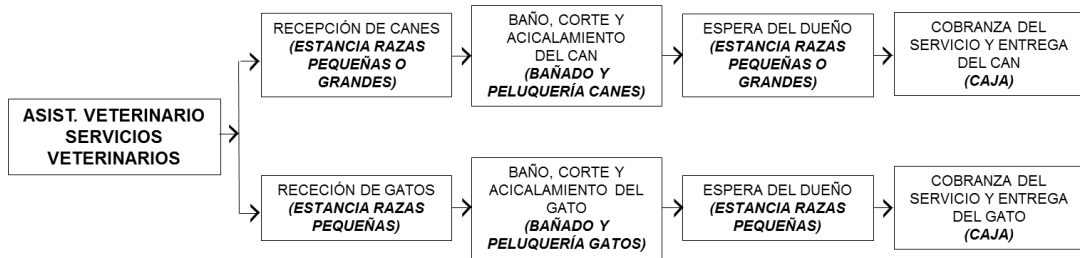 ASIST. VETERINARIO
SERVICIOS
VETERINARIOS
RECEPCIÓN DE CANES
(ESTANCIA RAZAS
PEQUEÑAS O
GRANDES)
BAÑO, CORTE Y
ACICALAMIENTO
DEL CAN
(BAÑADO Y
PELUQUERÍA CANES)
ESPERA DEL DUEÑO
(ESTANCIA RAZAS
PEQUEÑAS O
GRANDES)
COBRANZA DEL
SERVICIO Y ENTREGA
DEL CAN
(CAJA)
RECECIÓN DE GATOS
(ESTANCIA RAZAS
PEQUEÑAS)
BAÑO, CORTE Y
ACICALAMIENTO DEL
GATO
(BAÑADO Y
PELUQUERÍA GATOS)
ESPERA DEL DUEÑO
(ESTANCIA RAZAS
PEQUEÑAS)
COBRANZA DEL
SERVICIO Y ENTREGA
DEL GATO
(CAJA)